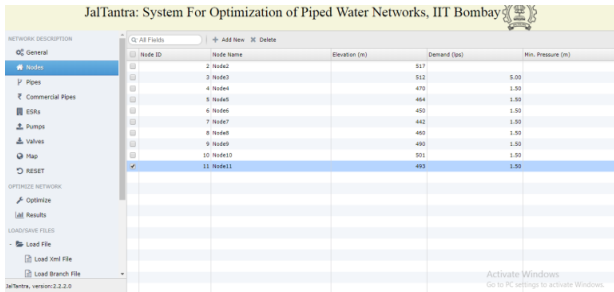 JalTantra: System For Optimization of Piped Water Networks, IIT Bombay
NETWORK DESCRIPTION
General
Nodes
Pipes
Commercial Pipes
ESRs
Pumps
Valves
Map
RESET
OPTIMIZE NETWORK
Optimize
Results
LOAD/SAVE FILES
- Load File
Load Xml File
Load Branch File
JalTantra, version:2.2.2.0
All Fields + Add New Delete
Node ID Node Name Elevation (m) Demand (lps) Min. Pressure (m)
2 Node2 517
3 Node3 512 5.00
4 Node4 470 1.50
5 Node5 464 1.50
6 Node6 450 1.50
7 Node7 442 1.50
8 Node8 460 1.50
9 Node9 490 1.50
10 Node10 501 1.50
11 Node11 493 1.50
Activate Windows
Go to PC settings to activate Windows.